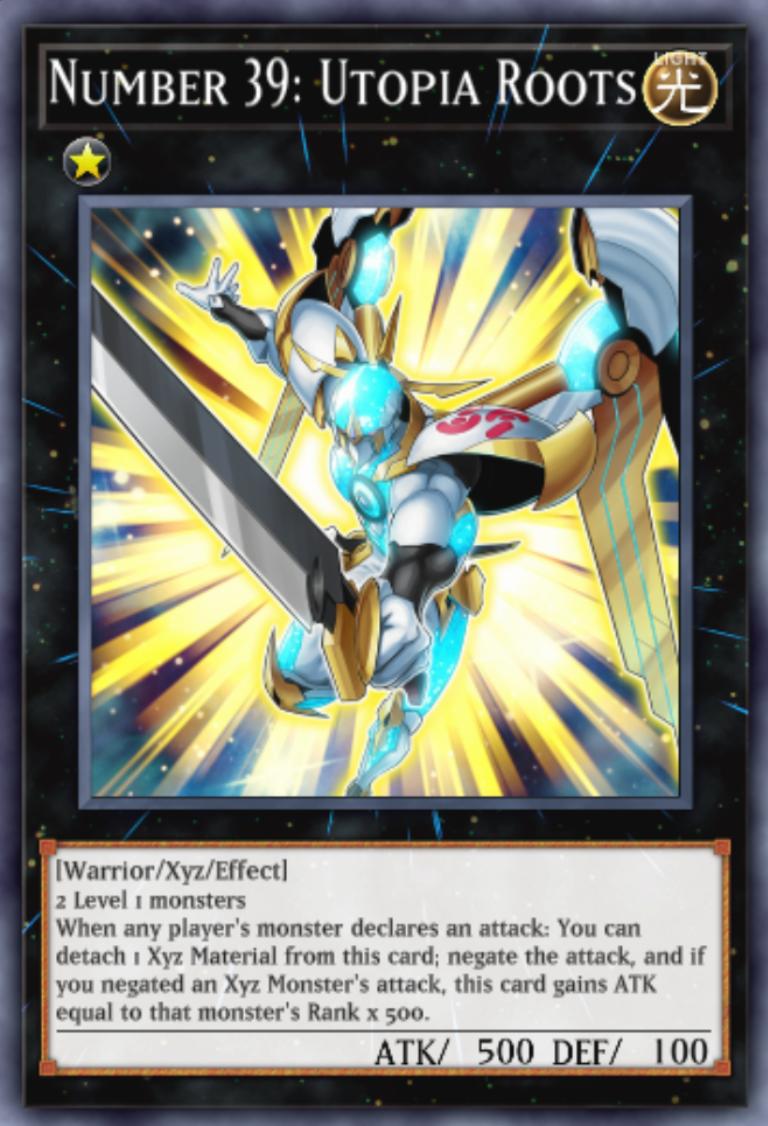 NUMBER 39: UTOPIA ROOTS
LIGHT
光
39
[Warrior/Xyz/Effect]
2 Level 1 monsters
When any player's monster declares an attack: You can
detach 1 Xyz Material from this card; negate the attack, and if
you negated an Xyz Monster's attack, this card gains ATK
equal to that monster's Rank x 500.
ATK/ 500 DEF/ 100